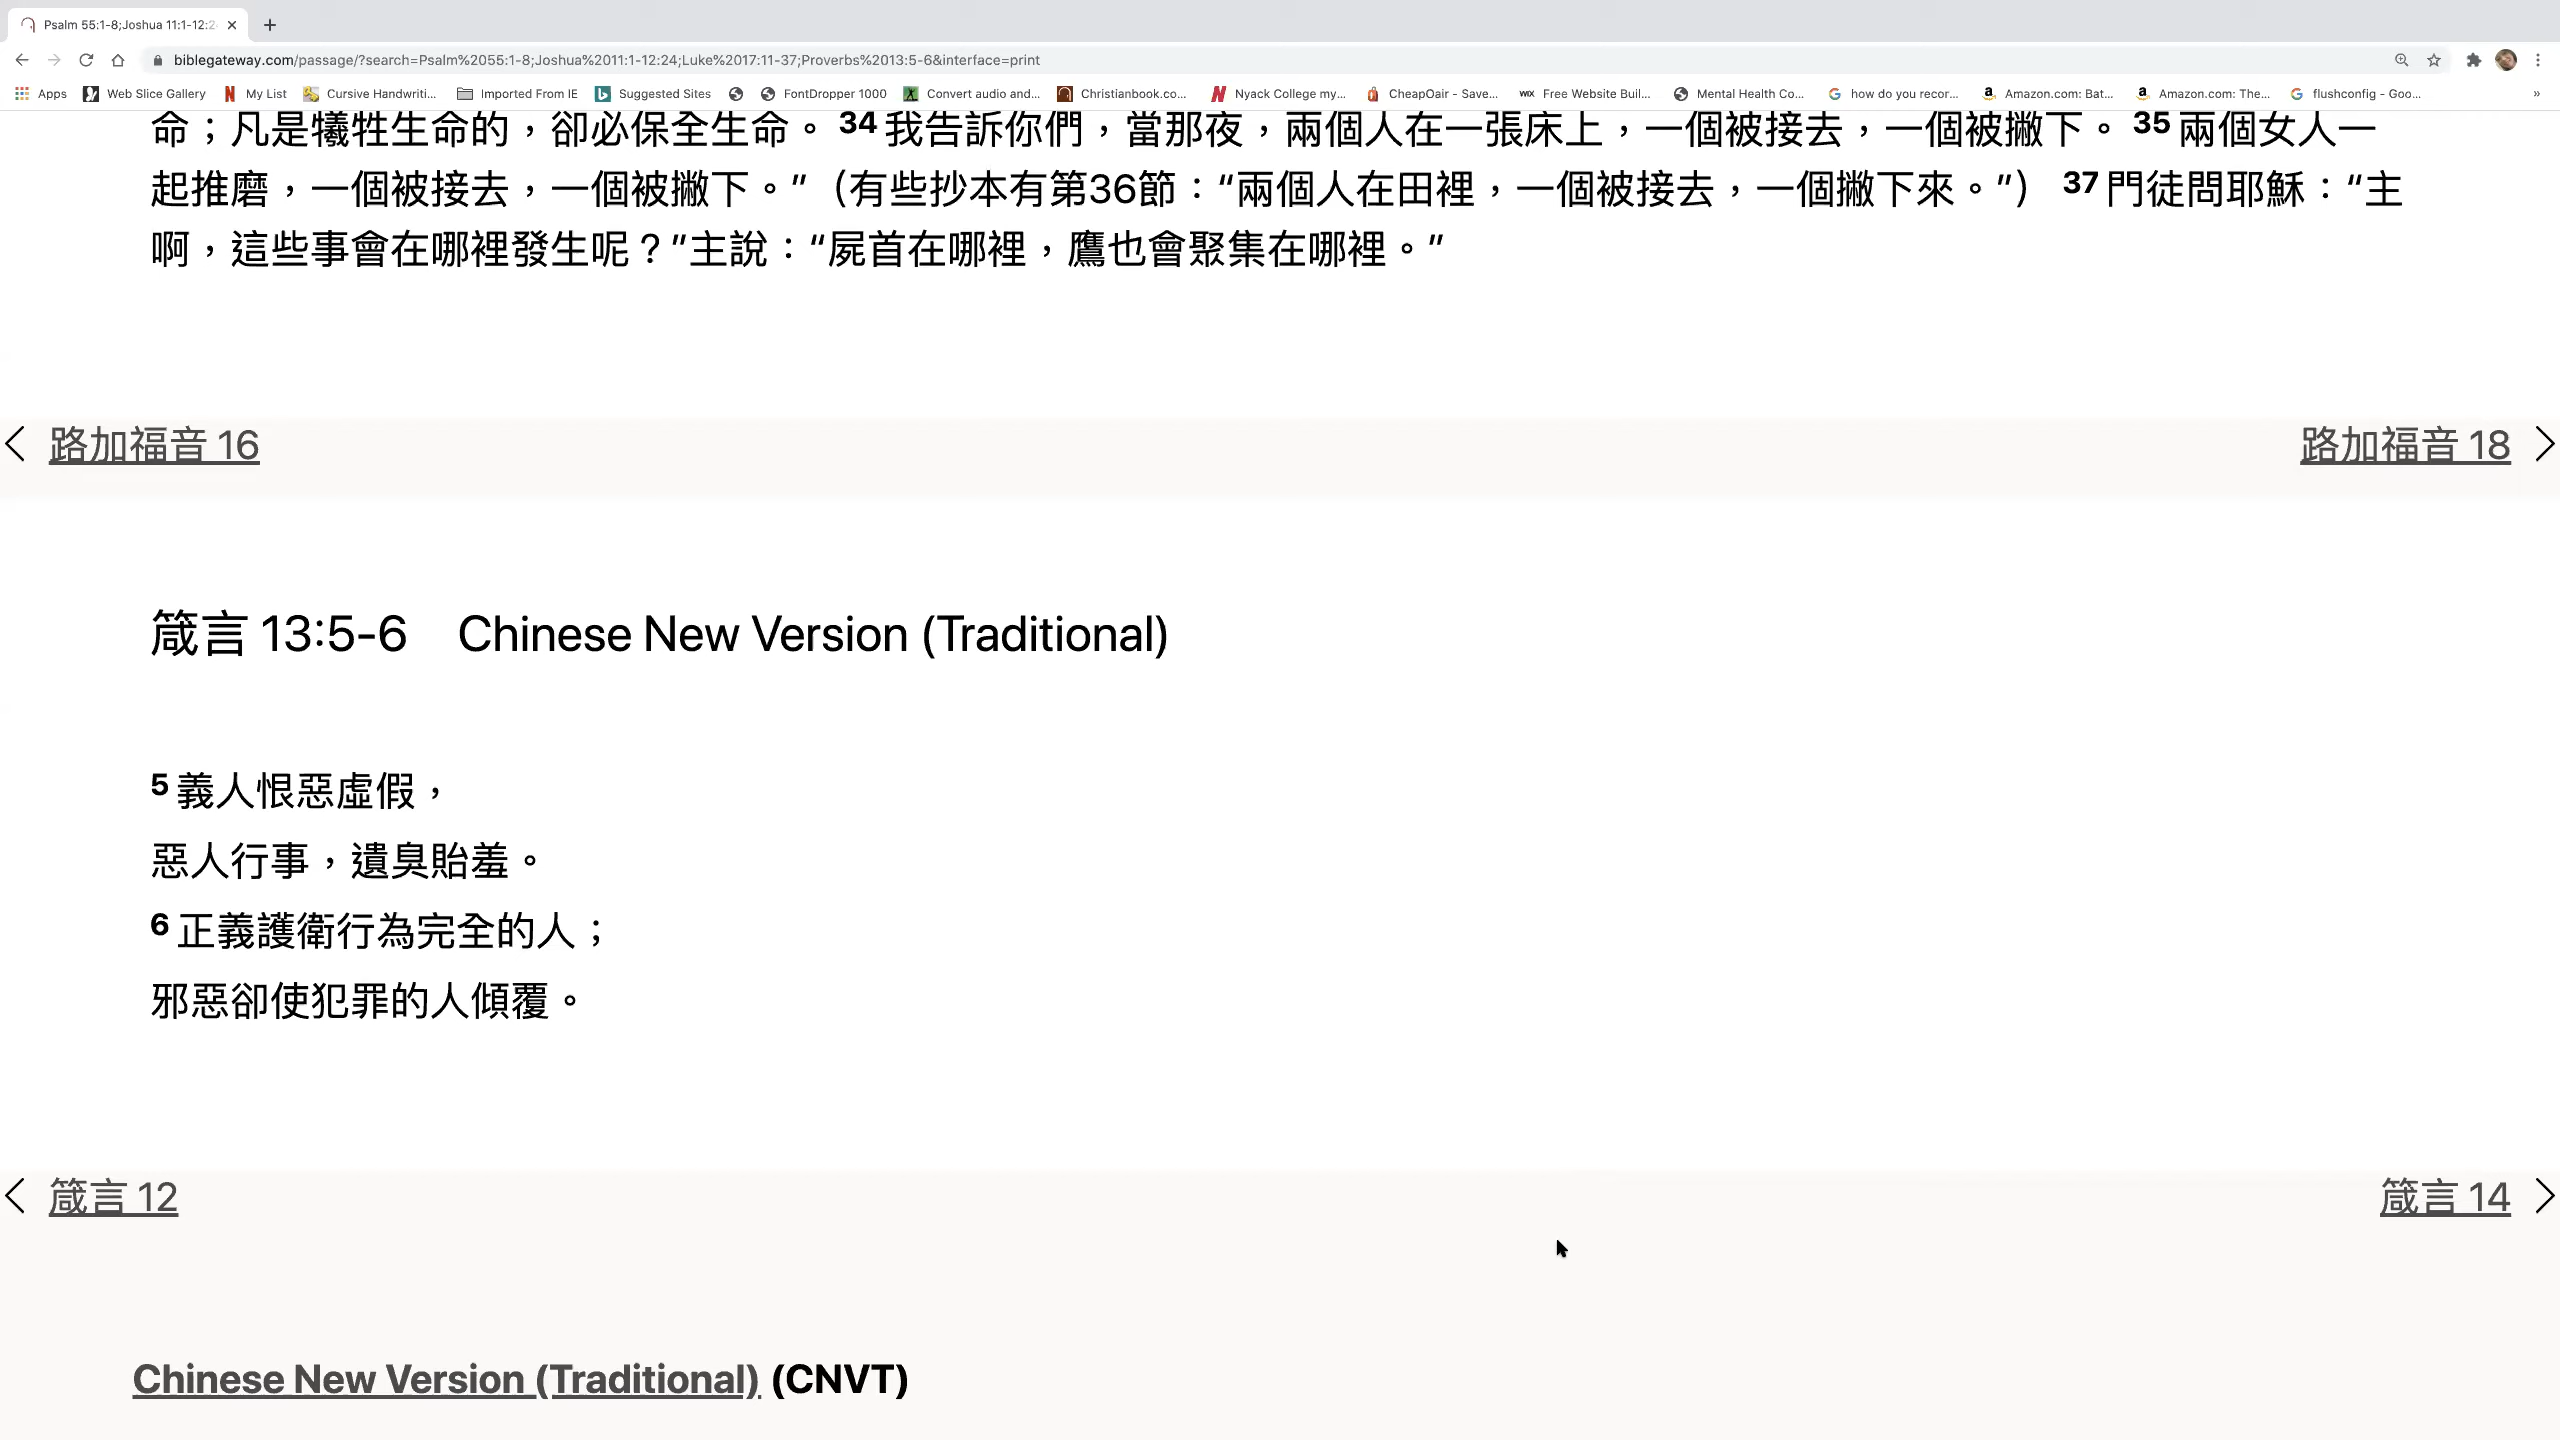 Psalm 55:1-8;Joshua 11:1-12:2
biblegateway.com/passage/?search=Psalm%2055:1-8;Joshua%2011:1-12:24;Luke%2017:11-37;Proverbs%2013:5-6&interface=print
Apps Web Slice Gallery My List Cursive Handwriti... Imported From IE Suggested Sites FontDropper 1000 Convert audio and... Christianbook.co... Nyack College my... CheapOair - Save... Free Website Buil... Mental Health Co... how do you recor... Amazon.com: Bat... Amazon.com: The... flushconfig - Goo... »
命；凡是犧牲生命的，卻必保全生命。 34 我告訴你們，當那夜，兩個人在一張床上，一個被接去，一個被撇下。 35 兩個女人一
起推磨，一個被接去，一個被撇下。”（有些抄本有第36節：“兩個人在田裡，一個被接去，一個撇下來。”） 37 門徒問耶穌：“主
啊，這些事會在哪裡發生呢？”主說：“屍首在哪裡，鷹也會聚集在哪裡。”
路加福音 16 路加福音 18
箴言 13:5-6 Chinese New Version (Traditional)
5 義人恨惡虛假，
惡人行事，遺臭貽羞。
6 正義護衛行為完全的人；
邪惡卻使犯罪的人傾覆。
箴言 12 箴言 14
Chinese New Version (Traditional) (CNVT)